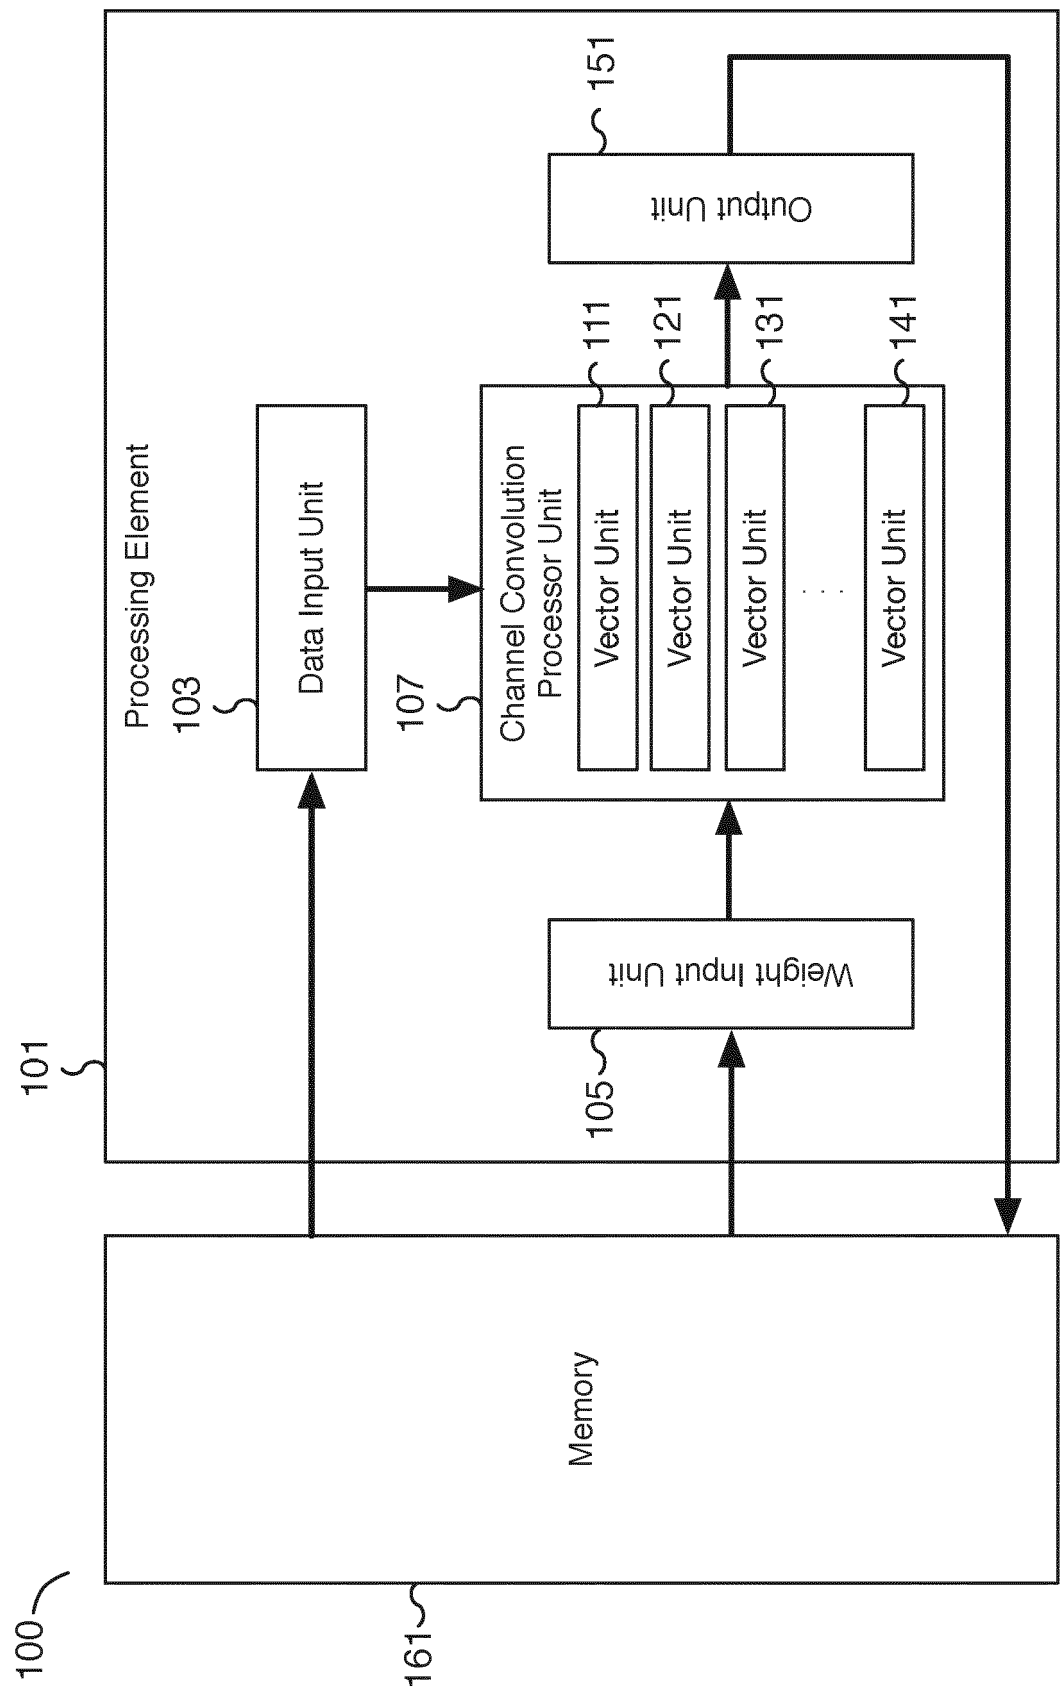 100
161
Memory
101
Processing Element
103
Data Input Unit
105
Weight Input Unit
107
Channel Convolution
Processor Unit
Vector Unit
111
Vector Unit
121
Vector Unit
131
. . .
Vector Unit
141
Output Unit
151